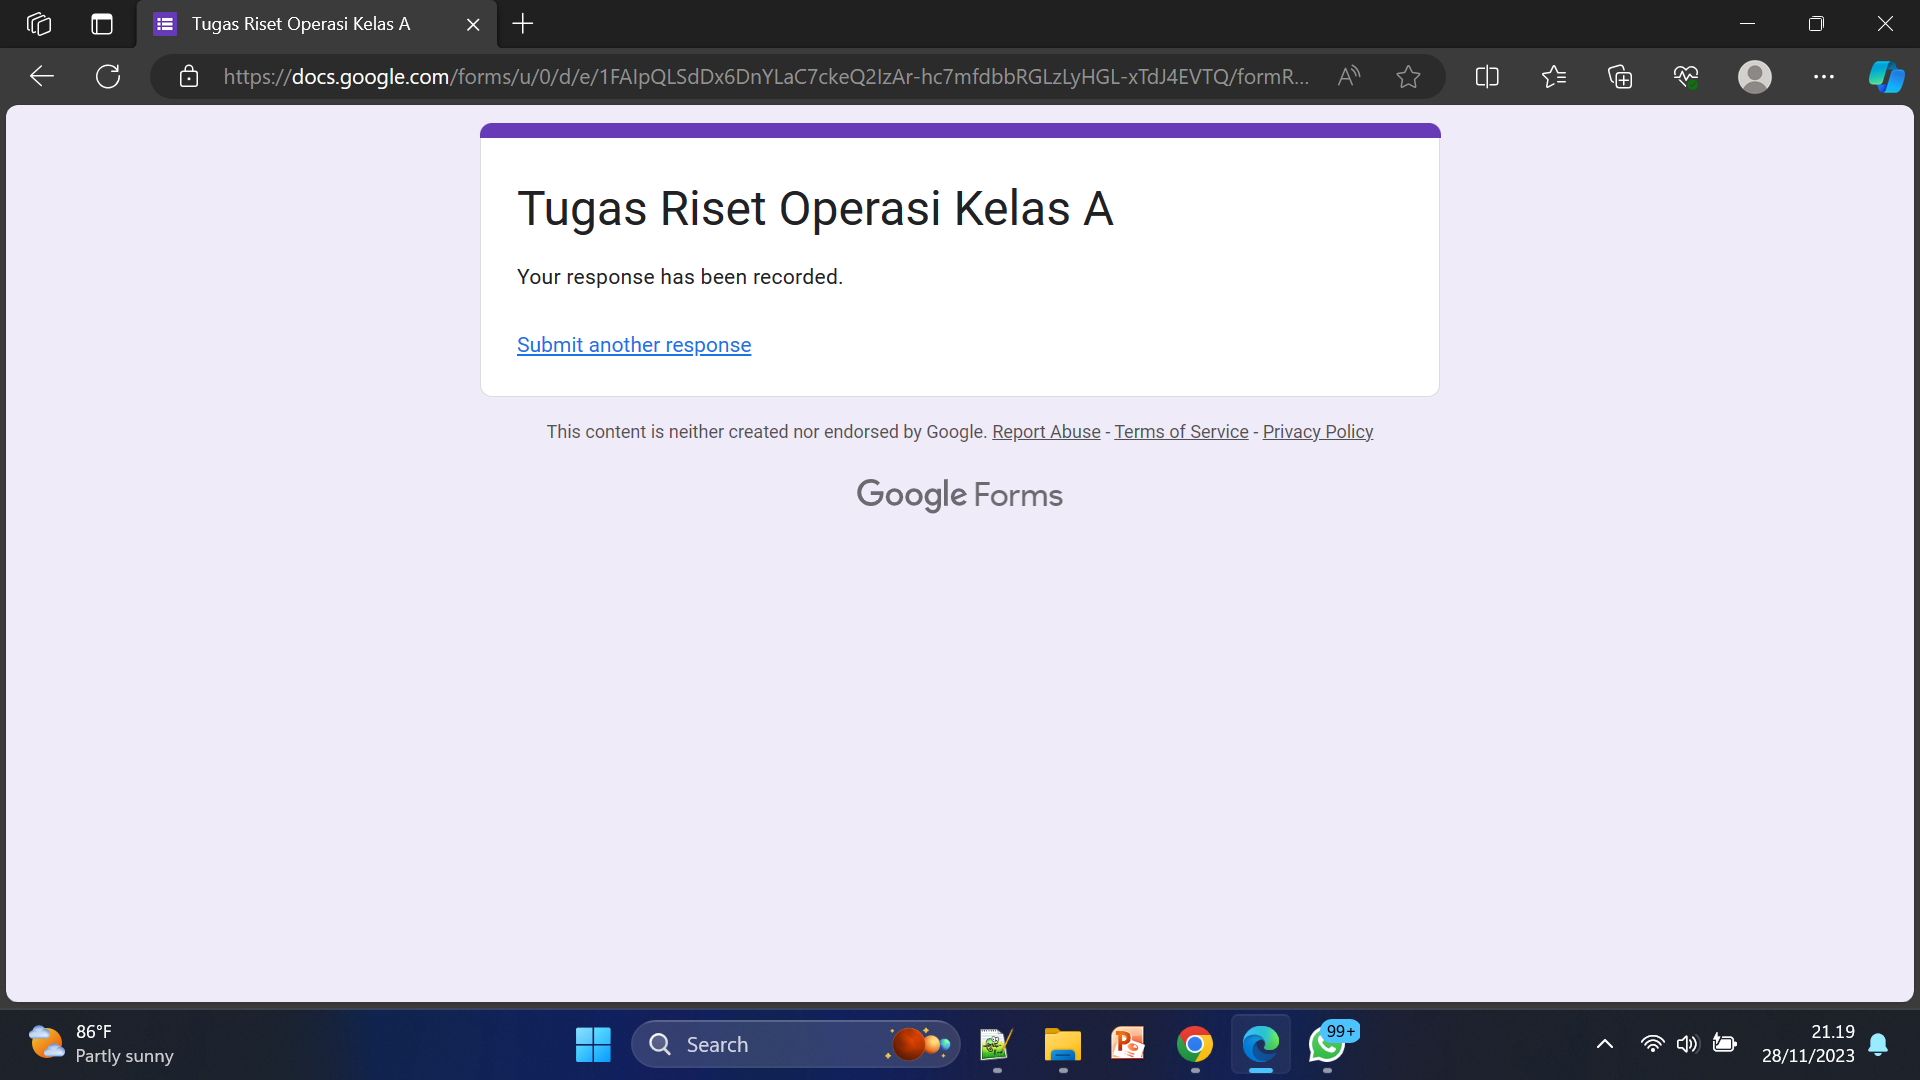 Tugas Riset Operasi Kelas A
https://docs.google.com/forms/u/0/d/e/1FAIpQLSdDx6DnYLaC7ckeQ2IzAr-hc7mfdbbRGLzLyHGL-xTdJ4EVTQ/formR...
Tugas Riset Operasi Kelas A
Your response has been recorded.
Submit another response
This content is neither created nor endorsed by Google. Report Abuse - Terms of Service - Privacy Policy
Google Forms
86°F
Partly sunny
Search
99+
21.19
28/11/2023